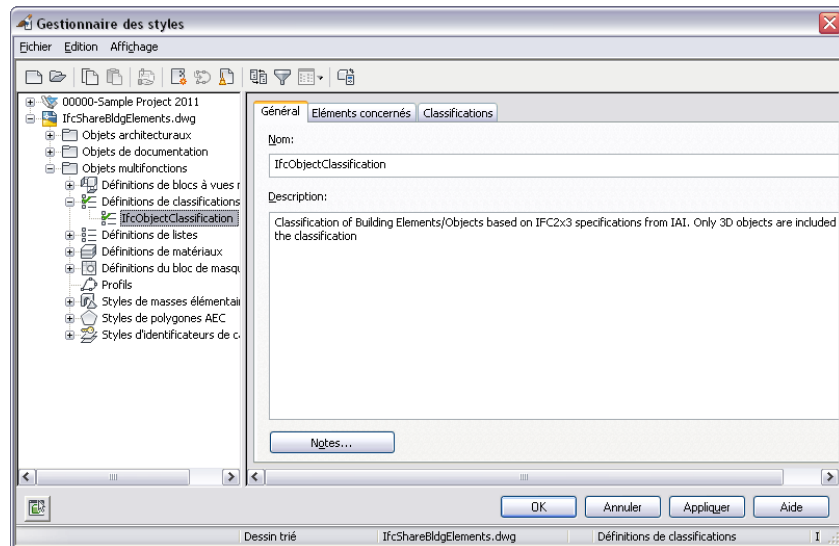 Gestionnaire des styles
Fichier Edition Affichage
00000-Sample Project 2011
IfcShareBldgElements.dwg
Objets architecturaux
Objets de documentation
Objets multifonctions
Définitions de blocs à vues
Définitions de classifications
IfcObjectClassification
Définitions de listes
Définitions de matériaux
Définitions du bloc de
Profils
Styles de masses
Styles de polygones AEC
Styles d'identificateurs de
Général Eléments concernés Classifications
Nom:
IfcObjectClassification
Description:
Classification of Building Elements/Objects based on IFC2x3 specifications from IAI. Only 3D objects are included
the classification
Notes...
OK Annuler Appliquer Aide
Dessin trié IfcShareBldgElements.dwg Définitions de classifications I